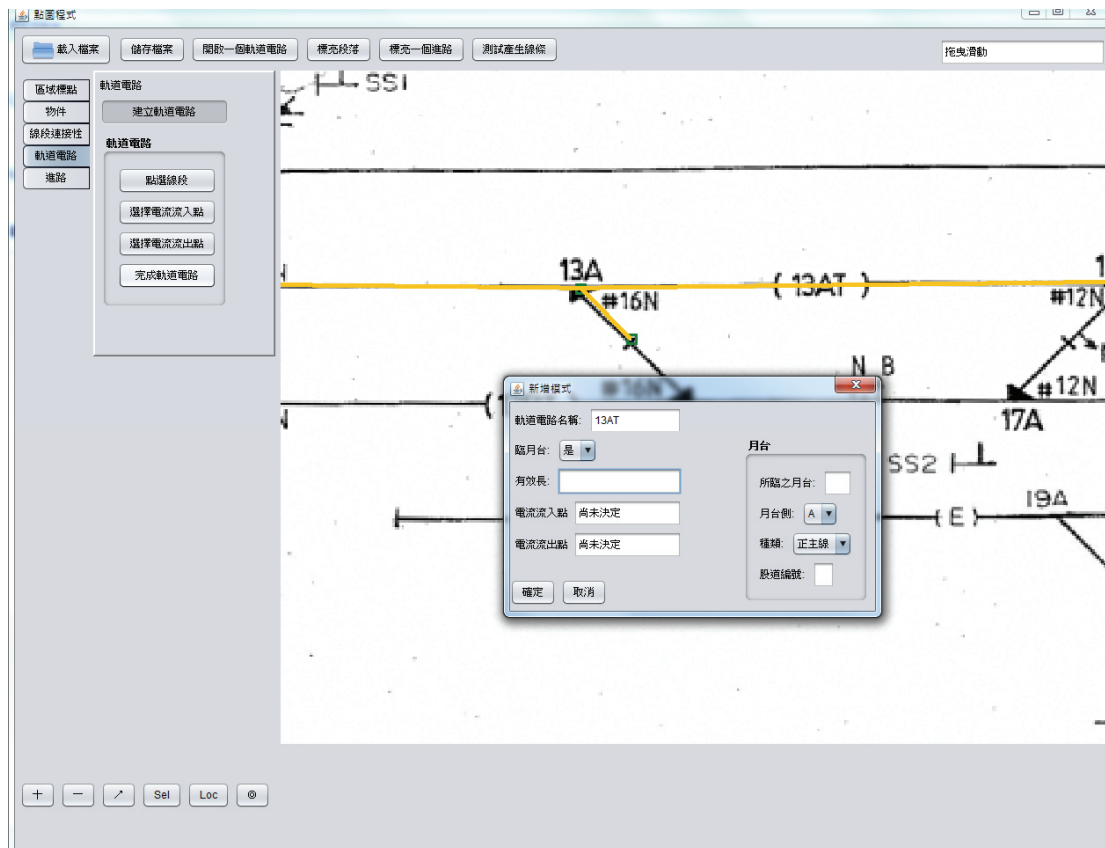 點圖程式
載入檔案 儲存檔案 開啟一個軌道電路 標亮段落 標亮一個進路 測試產生線條 拖曳滑動
區域標點
物件
線段連接性
軌道電路
進路
軌道電路
建立軌道電路
軌道電路
點選線段
選擇電流流入點
選擇電流流出點
完成軌道電路
SS1
13A
#16N
( 13AT )
#12N
#16N
N B
#12N
17A
SS2
19A
( E )
新增模式
軌道電路名稱: 13AT
臨月台: 是
有效長:
電流流入點 尚未決定
電流流出點 尚未決定
確定 取消
月台
所臨之月台:
月台側: A
種類: 正主線
股道編號:
+ − ↗ Sel Loc ◎